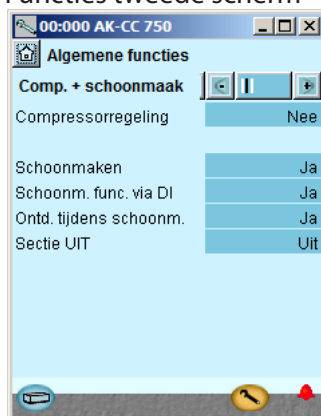 Functies tweede scherm
00:000 AK-CC 750
Algemene functies
Comp. + schoonmaak
Compressorregeling Nee
Schoonmaken Ja
Schoonm. func. via DI Ja
Ontd. tijdens schoonm. Ja
Sectie UIT Uit